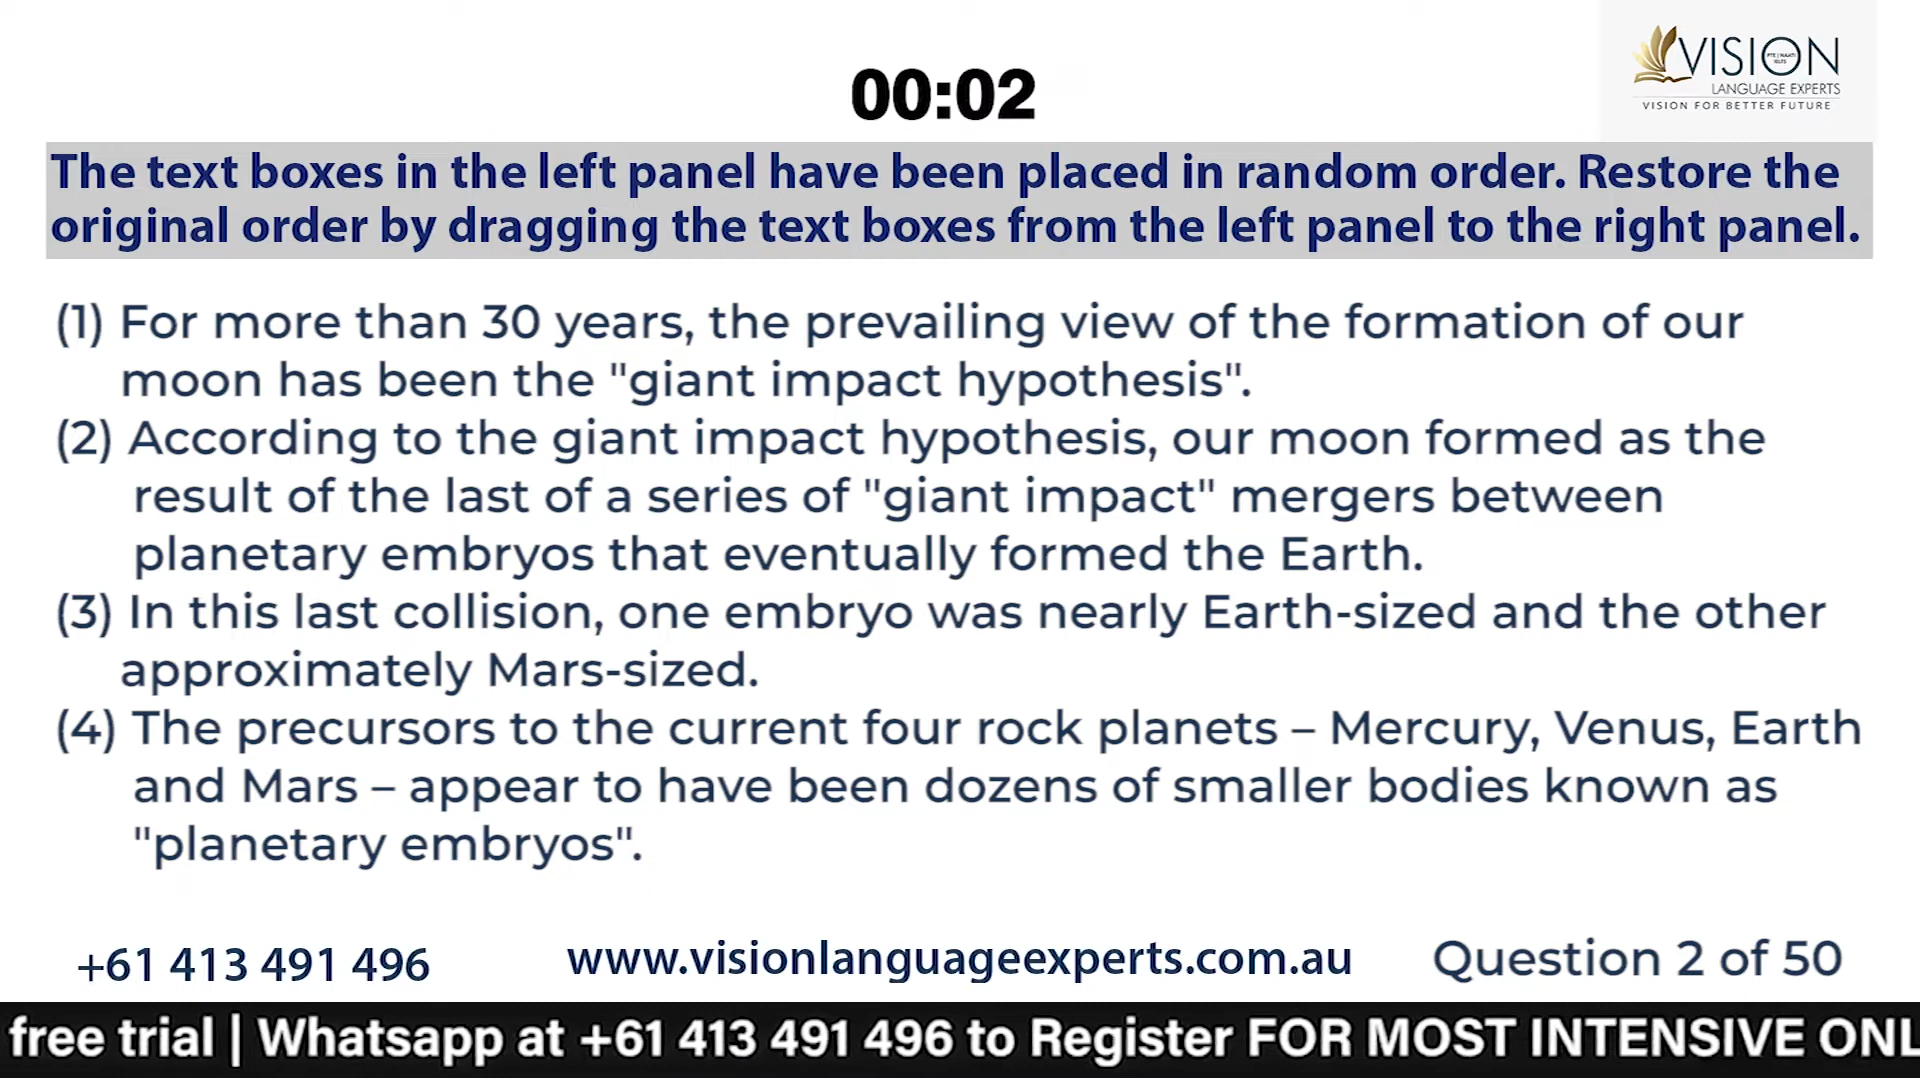 VISION
PTE | NAATI
IELTS
LANGUAGE EXPERTS
VISION FOR BETTER FUTURE
00:02
The text boxes in the left panel have been placed in random order. Restore the
original order by dragging the text boxes from the left panel to the right panel.
(1) For more than 30 years, the prevailing view of the formation of our
moon has been the "giant impact hypothesis".
(2) According to the giant impact hypothesis, our moon formed as the
result of the last of a series of "giant impact" mergers between
planetary embryos that eventually formed the Earth.
(3) In this last collision, one embryo was nearly Earth-sized and the other
approximately Mars-sized.
(4) The precursors to the current four rock planets – Mercury, Venus, Earth
and Mars – appear to have been dozens of smaller bodies known as
"planetary embryos".
+61 413 491 496 www.visionlanguageexperts.com.au Question 2 of 50
free trial | Whatsapp at +61 413 491 496 to Register FOR MOST INTENSIVE ONL